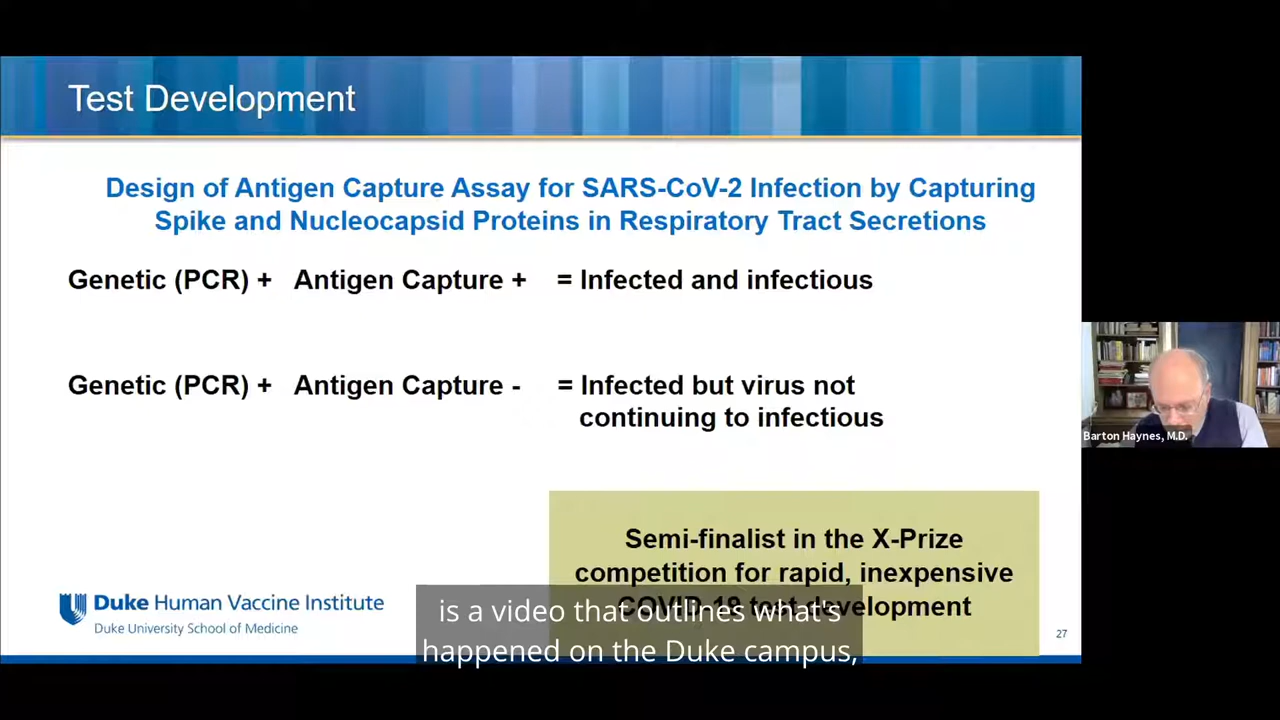 Test Development
Design of Antigen Capture Assay for SARS-CoV-2 Infection by Capturing
Spike and Nucleocapsid Proteins in Respiratory Tract Secretions
Genetic (PCR) + Antigen Capture + = Infected and infectious
Genetic (PCR) + Antigen Capture - = Infected but virus not
continuing to infectious
Barton Haynes, M.D.
Semi-finalist in the X-Prize
competition for rapid, inexpensive
COVID-19 test development
Duke Human Vaccine Institute
Duke University School of Medicine
27
is a video that outlines what's
happened on the Duke campus,